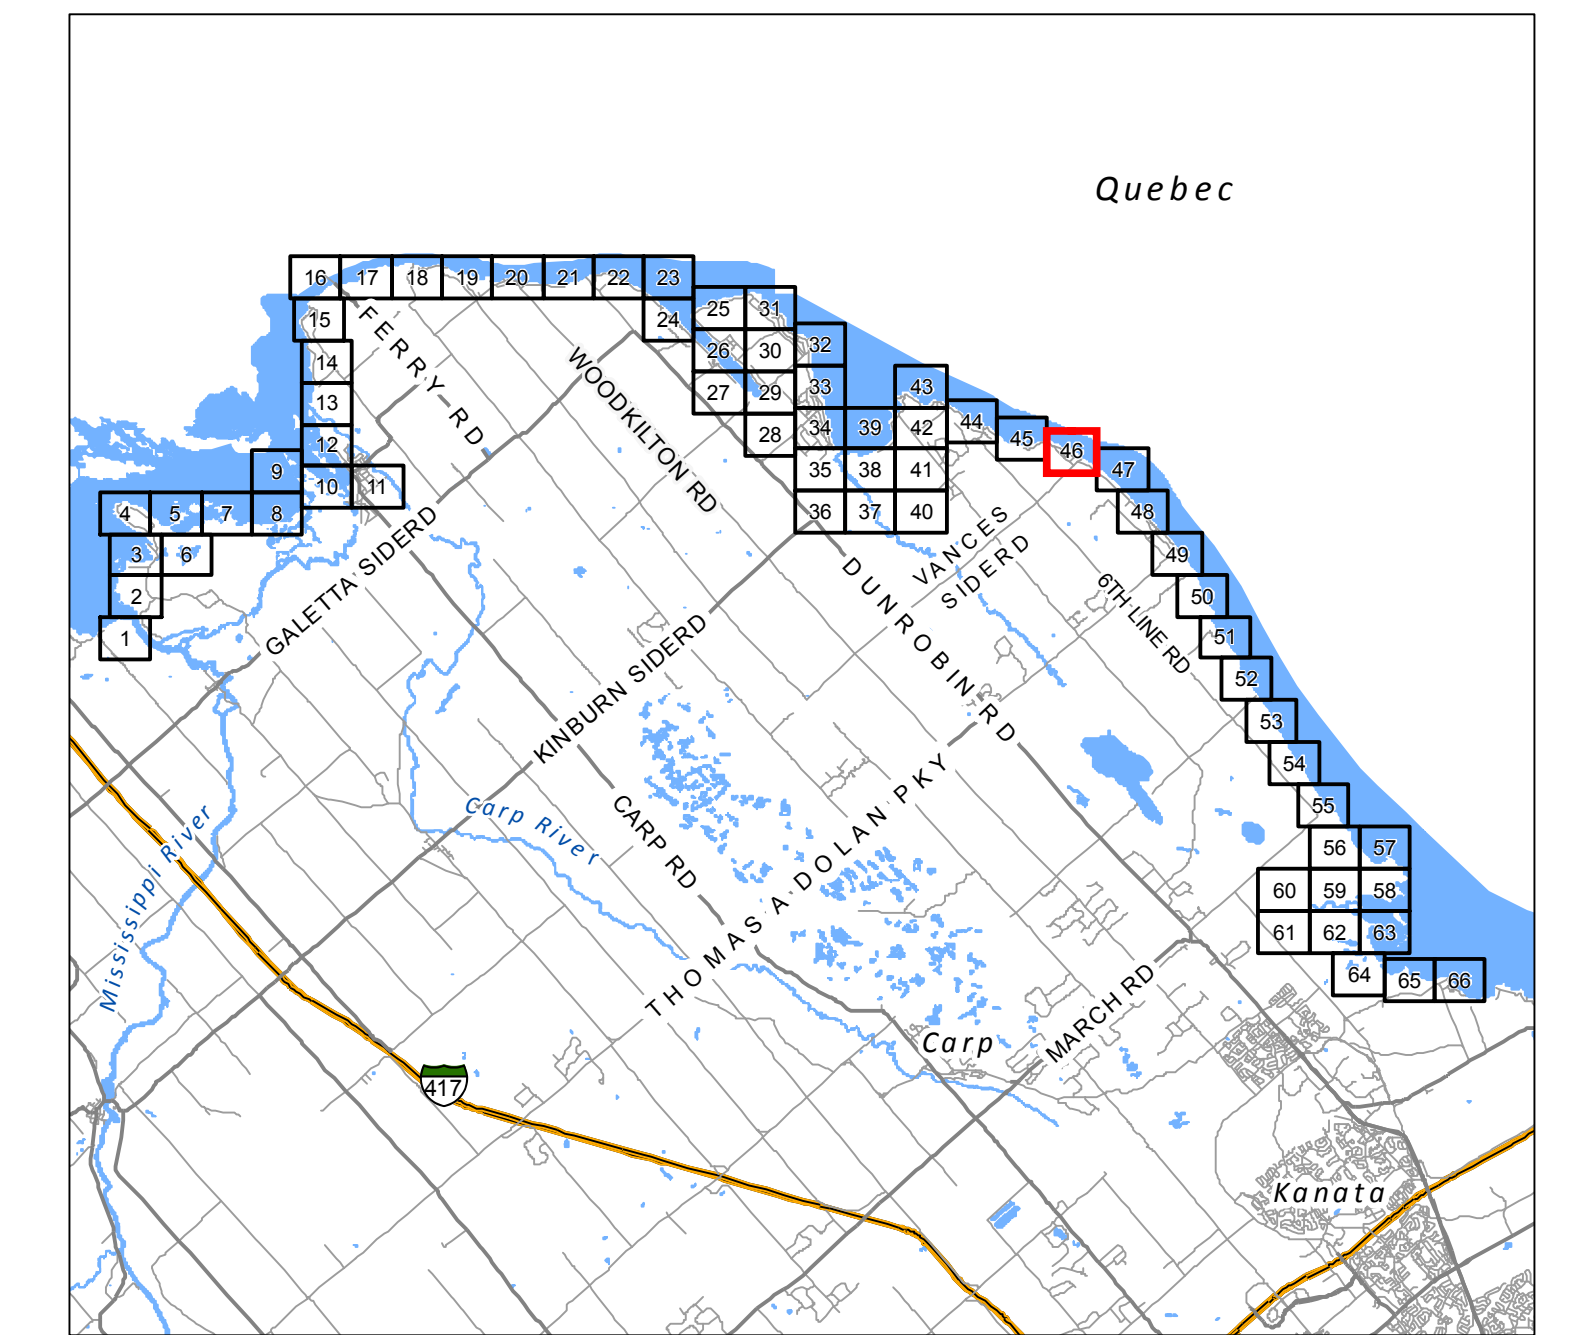 Quebec
16 17 18 19 20 21 22 23
15 24 25 31
14 26 30 32
13 27 29 33 43
12 28 34 39 42 44 45 46
9 10 11 35 38 41 47
4 5 7 8 36 37 40 48
3 6 49
2 50
1 51
52
53
54
55
56 57
60 59 58
61 62 63
64 65 66
FERRY RD
WOODKILTON RD
GALETTA SIDERD
VANCES
SIDERD
DUNROBIN RD
6TH LINE RD
KINBURN SIDERD
CARP RD
Carp River
Mississippi River
THOMAS A DOLAN PKY
MARCH RD
Carp
417
Kanata